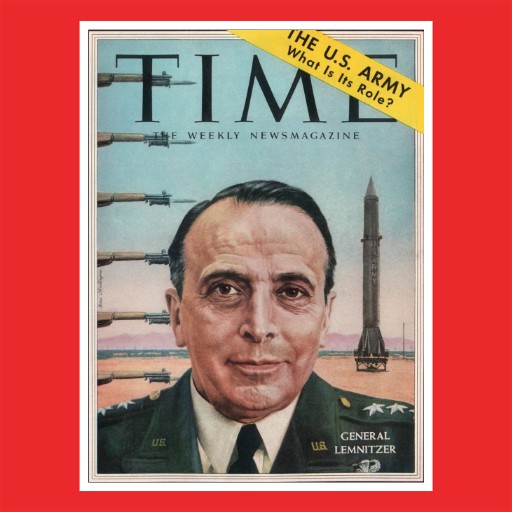 THE U.S. ARMY
What Is Its Role?
TIME
THE WEEKLY NEWSMAGAZINE
U.S.
U.S.
GENERAL
LEMNITZER